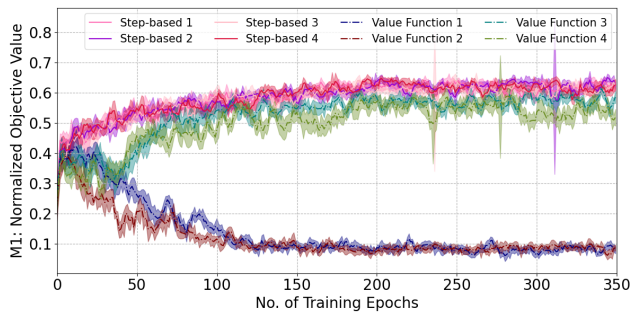 Step-based 1 Step-based 3 Value Function 1 Value Function 3
Step-based 2 Step-based 4 Value Function 2 Value Function 4
M1: Normalized Objective Value
0.8
0.7
0.6
0.5
0.4
0.3
0.2
0.1
0 50 100 150 200 250 300 350
No. of Training Epochs